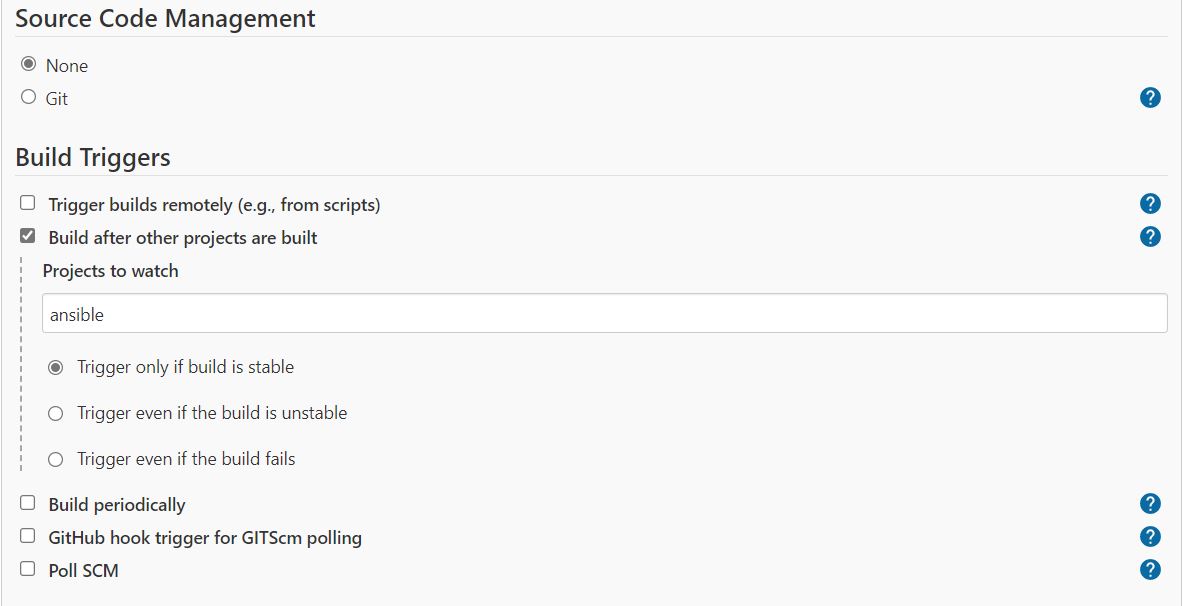 Source Code Management
None
Git
?
Build Triggers
Trigger builds remotely (e.g., from scripts)
?
Build after other projects are built
?
Projects to watch
ansible
Trigger only if build is stable
Trigger even if the build is unstable
Trigger even if the build fails
Build periodically
?
GitHub hook trigger for GITScm polling
?
Poll SCM
?